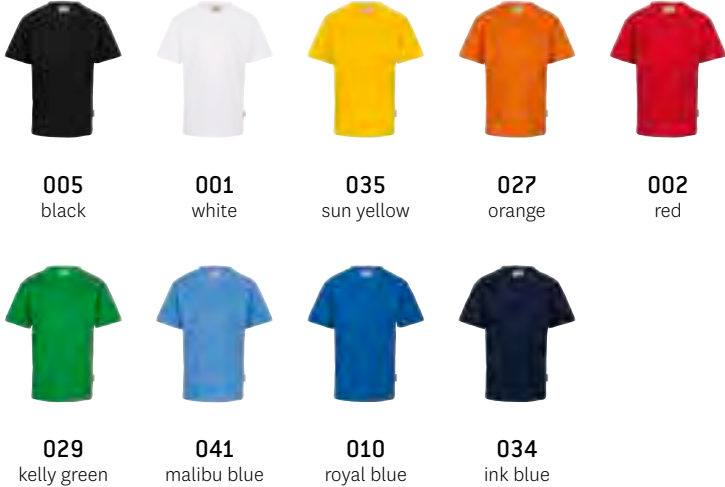 005
black
001
white
035
sun yellow
027
orange
002
red
029
kelly green
041
malibu blue
010
royal blue
034
ink blue